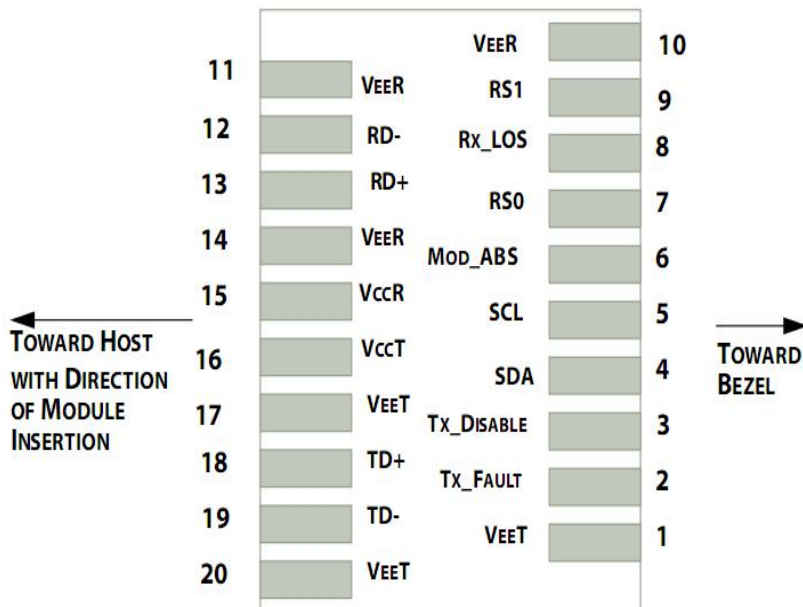 VEER 10
11 VEER
RS1 9
12 RD-
RX_LOS 8
13 RD+
RS0 7
14 VEER
MOD_ABS 6
15 VCCR
SCL 5
16 VCCT
SDA 4
17 VEET
TX_DISABLE 3
18 TD+
TX_FAULT 2
19 TD-
VEET 1
20 VEET
TOWARD HOST
WITH DIRECTION
OF MODULE
INSERTION
TOWARD
BEZEL